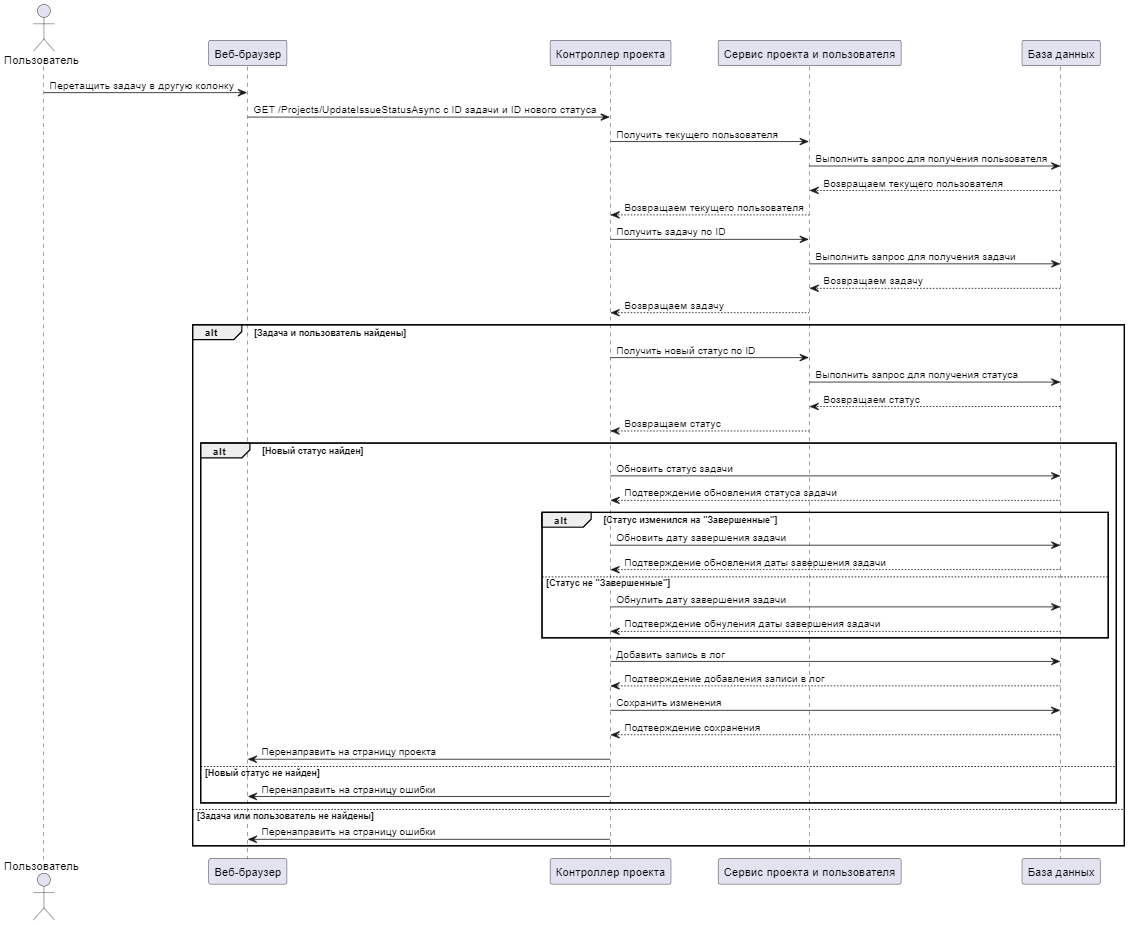 Пользователь
Веб-браузер
Контроллер проекта
Сервис проекта и пользователя
База данных
Перетащить задачу в другую колонку
GET /Projects/UpdateIssueStatusAsync с ID задачи и ID нового статуса
Получить текущего пользователя
Выполнить запрос для получения пользователя
Возвращаем текущего пользователя
Возвращаем текущего пользователя
Получить задачу по ID
Выполнить запрос для получения задачи
Возвращаем задачу
Возвращаем задачу
alt [Задача и пользователь найдены]
Получить новый статус по ID
Выполнить запрос для получения статуса
Возвращаем статус
Возвращаем статус
alt [Новый статус найден]
Обновить статус задачи
Подтверждение обновления статуса задачи
alt [Статус изменился на "Завершенные"]
Обновить дату завершения задачи
Подтверждение обновления даты завершения задачи
[Статус не "Завершенные"]
Обнулить дату завершения задачи
Подтверждение обнуления даты завершения задачи
Добавить запись в лог
Подтверждение добавления записи в лог
Сохранить изменения
Подтверждение сохранения
Перенаправить на страницу проекта
[Новый статус не найден]
Перенаправить на страницу ошибки
[Задача или пользователь не найдены]
Перенаправить на страницу ошибки
Пользователь
Веб-браузер
Контроллер проекта
Сервис проекта и пользователя
База данных